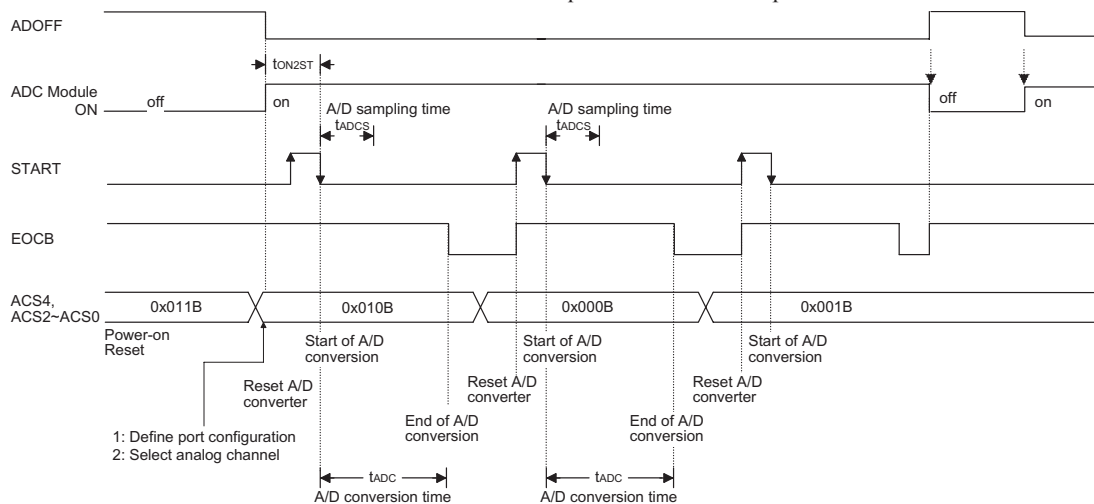 ADOFF
tON2ST
ADC Module
ON
off
on
A/D sampling time
tADCS
A/D sampling time
tADCS
off
on
START
EOCB
ACS4,
ACS2~ACS0
0x011B
0x010B
0x000B
0x001B
Power-on
Reset
Start of A/D
conversion
Start of A/D
conversion
Start of A/D
conversion
Reset A/D
converter
Reset A/D
converter
Reset A/D
converter
End of A/D
conversion
End of A/D
conversion
1: Define port configuration
2: Select analog channel
tADC
A/D conversion time
tADC
A/D conversion time